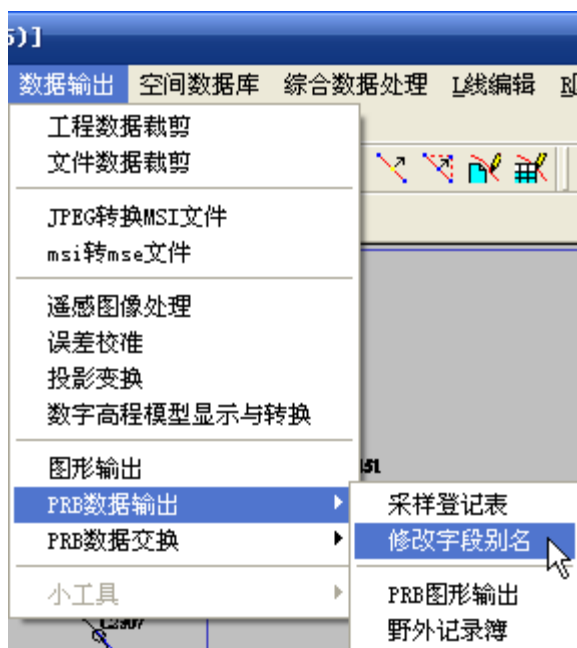 5)]
数据输出 空间数据库 综合数据处理 L线编辑
工程数据裁剪
文件数据裁剪
JPEG转换MSI文件
msi转mse文件
遥感图像处理
误差校准
投影变换
数字高程模型显示与转换
图形输出
PRB数据输出
PRB数据交换
小工具
采样登记表
修改字段别名
PRB图形输出
野外记录簿